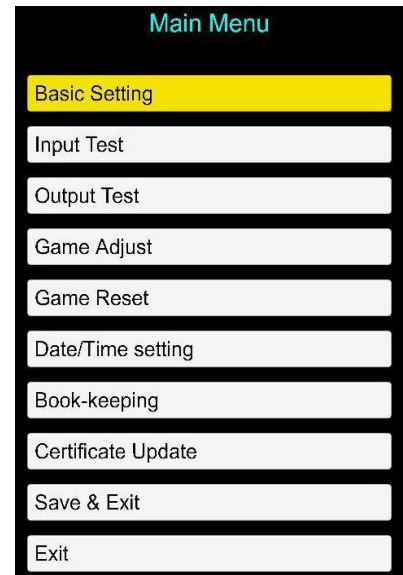 Main Menu
Basic Setting
Input Test
Output Test
Game Adjust
Game Reset
Date/Time setting
Book-keeping
Certificate Update
Save & Exit
Exit